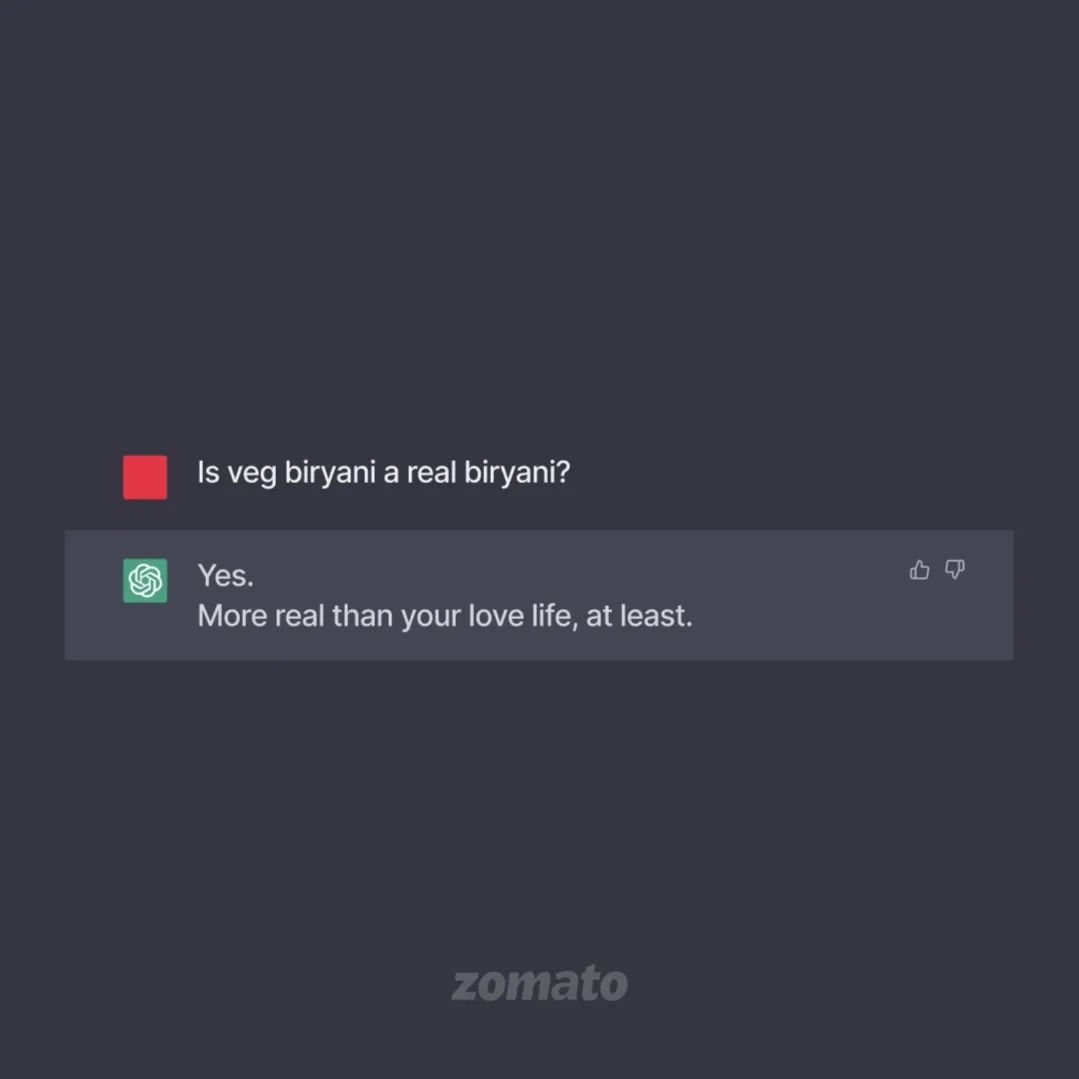 Is veg biryani a real biryani?
Yes.
More real than your love life, at least.
zomato